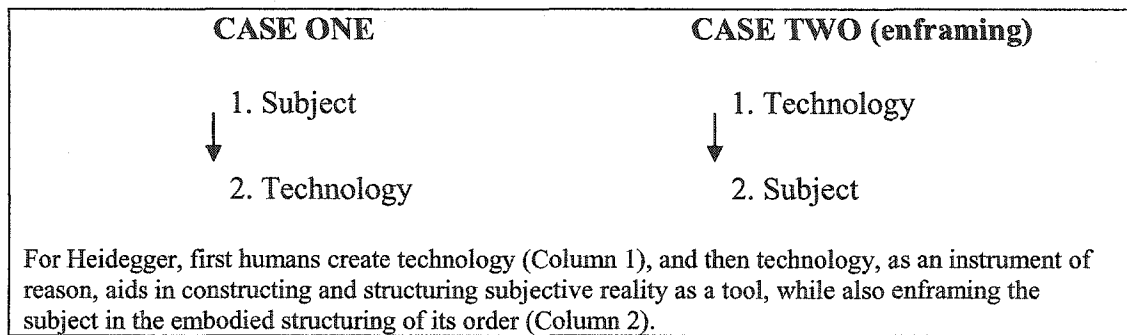 CASE ONE
CASE TWO (enframing)
1. Subject
1. Technology
2. Technology
2. Subject
For Heidegger, first humans create technology (Column 1), and then technology, as an instrument of
reason, aids in constructing and structuring subjective reality as a tool, while also enframing the
subject in the embodied structuring of its order (Column 2).